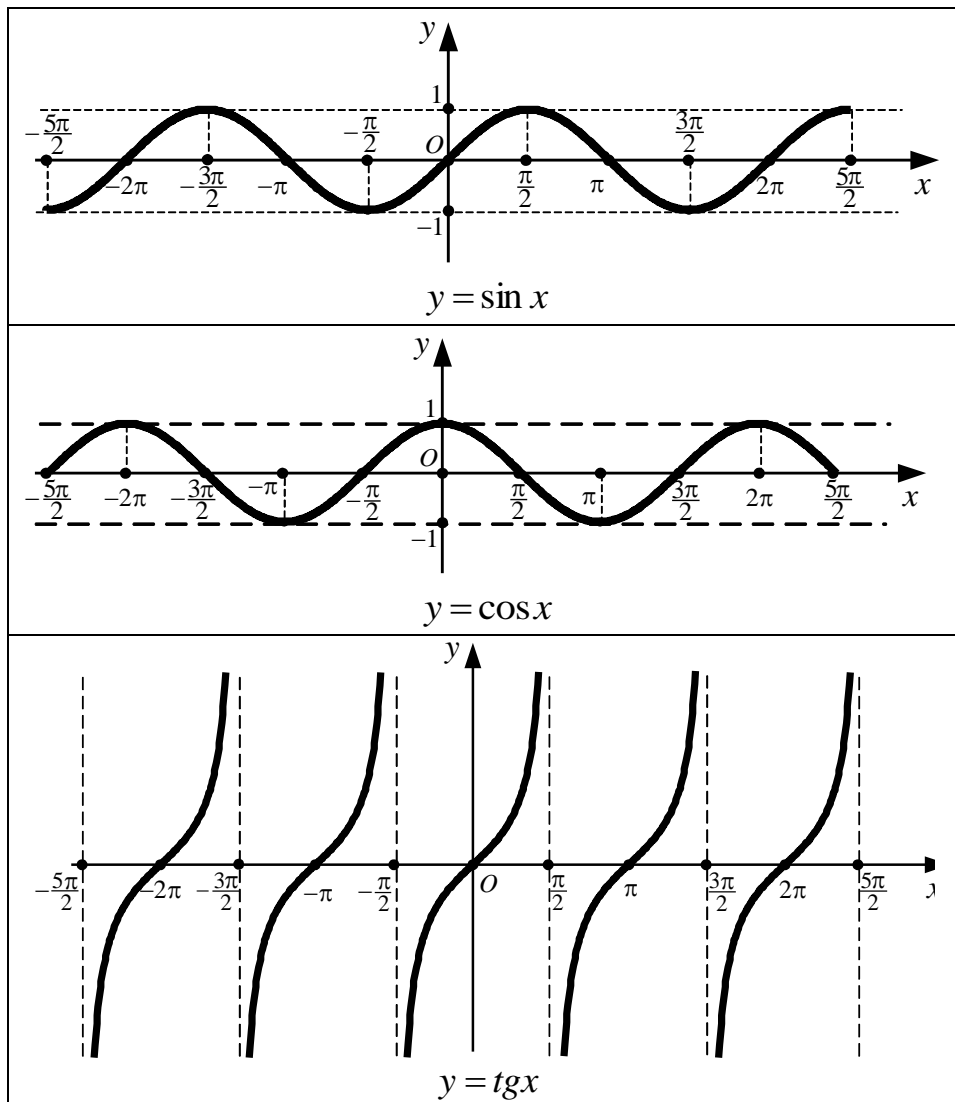 y
1
−5π/2 −π/2 O 3π/2
−2π −3π/2 −π π/2 π 2π 5π/2 x
−1
y = sin x
y
1
O −π
−5π/2 −2π −3π/2 −π/2 π/2 π 3π/2 2π 5π/2 x
−1
y = cos x
y
−5π/2 −2π −3π/2 −π −π/2 O π/2 π 3π/2 2π 5π/2 x
y = tgx